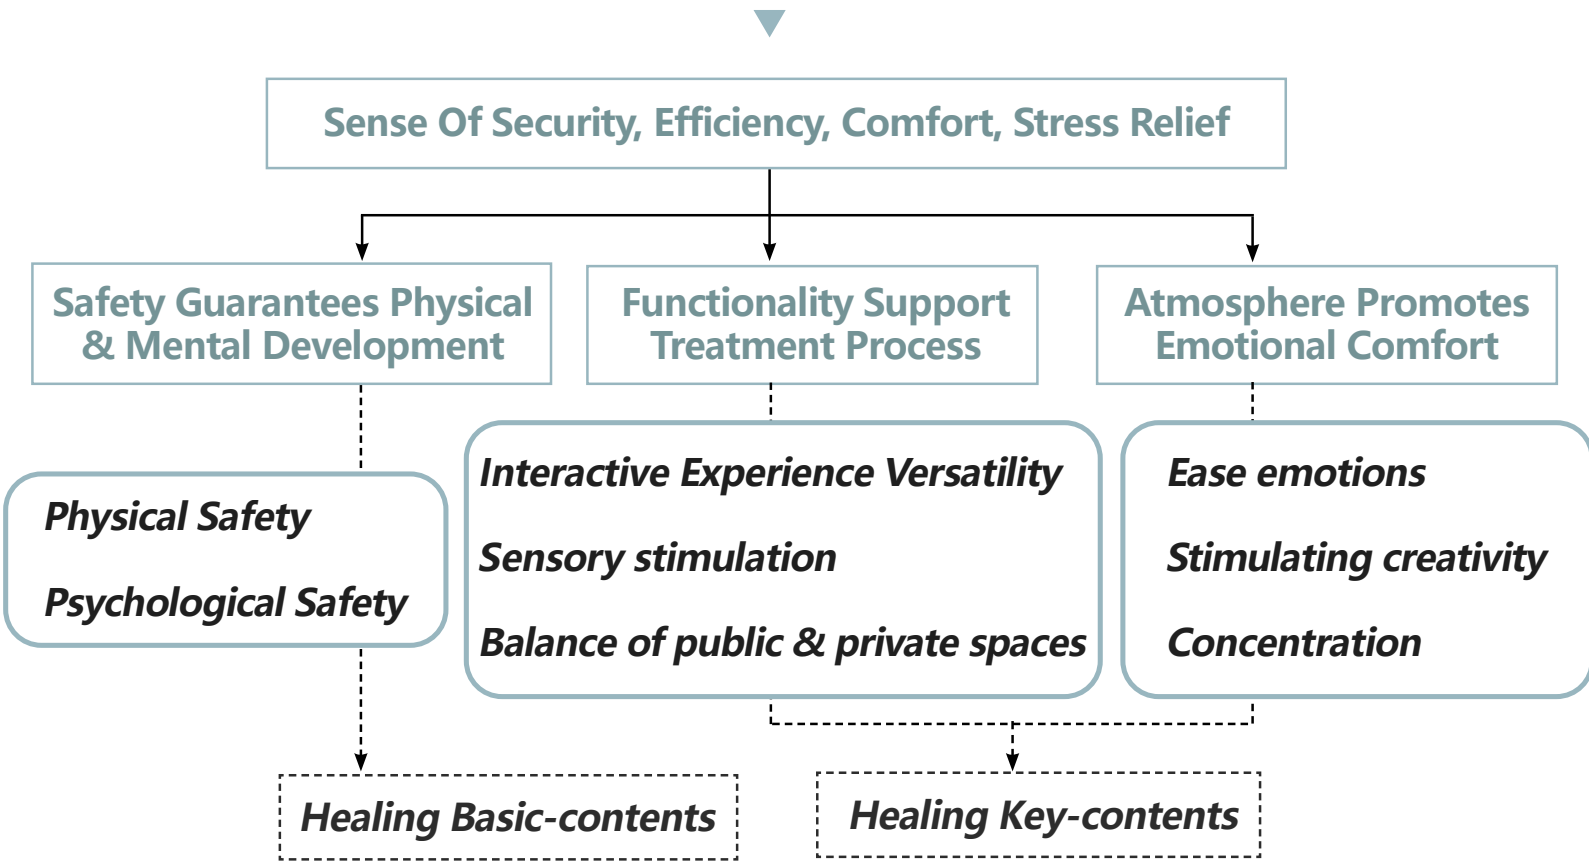 Sense Of Security, Efficiency, Comfort, Stress Relief
Safety Guarantees Physical
& Mental Development
Functionality Support
Treatment Process
Atmosphere Promotes
Emotional Comfort
Physical Safety
Psychological Safety
Interactive Experience Versatility
Sensory stimulation
Balance of public & private spaces
Ease emotions
Stimulating creativity
Concentration
Healing Basic-contents
Healing Key-contents